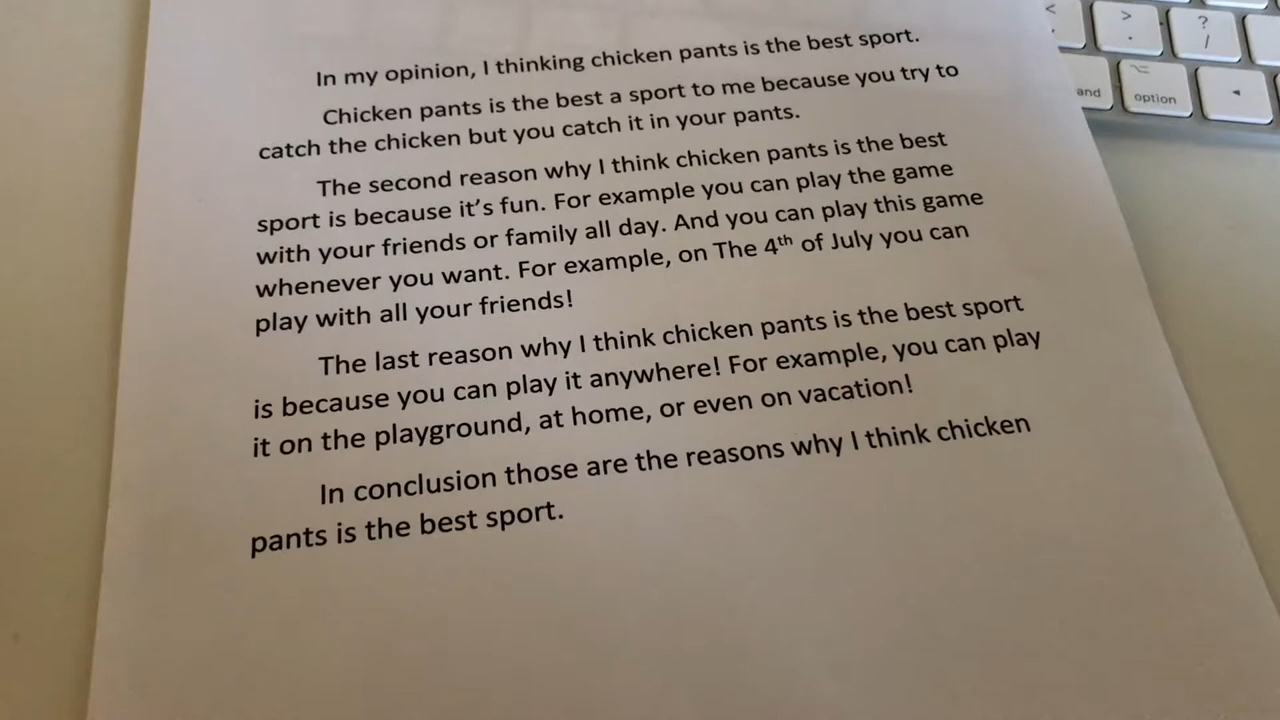 In my opinion, I thinking chicken pants is the best sport.
Chicken pants is the best a sport to me because you try to
catch the chicken but you catch it in your pants.
The second reason why I think chicken pants is the best
sport is because it’s fun. For example you can play the game
with your friends or family all day. And you can play this game
whenever you want. For example, on The 4th of July you can
play with all your friends!
The last reason why I think chicken pants is the best sport
is because you can play it anywhere! For example, you can play
it on the playground, at home, or even on vacation!
In conclusion those are the reasons why I think chicken
pants is the best sport.
< > . ? /
and option